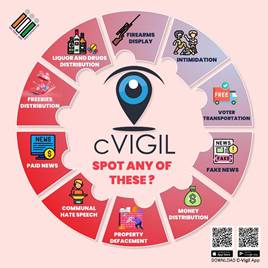 FIREARMS
DISPLAY
INTIMIDATION
FREE
VOTER
TRANSPORTATION
NEWS
FAKE
FAKE NEWS
MONEY
DISTRIBUTION
PROPERTY
DEFACEMENT
COMMUNAL
HATE SPEECH
NEWS
PAID NEWS
FREEBIES
DISTRIBUTION
LIQUOR AND DRUGS
DISTRIBUTION
cVIGIL
SPOT ANY OF
THESE ?
DOWNLOAD C-Vigil App